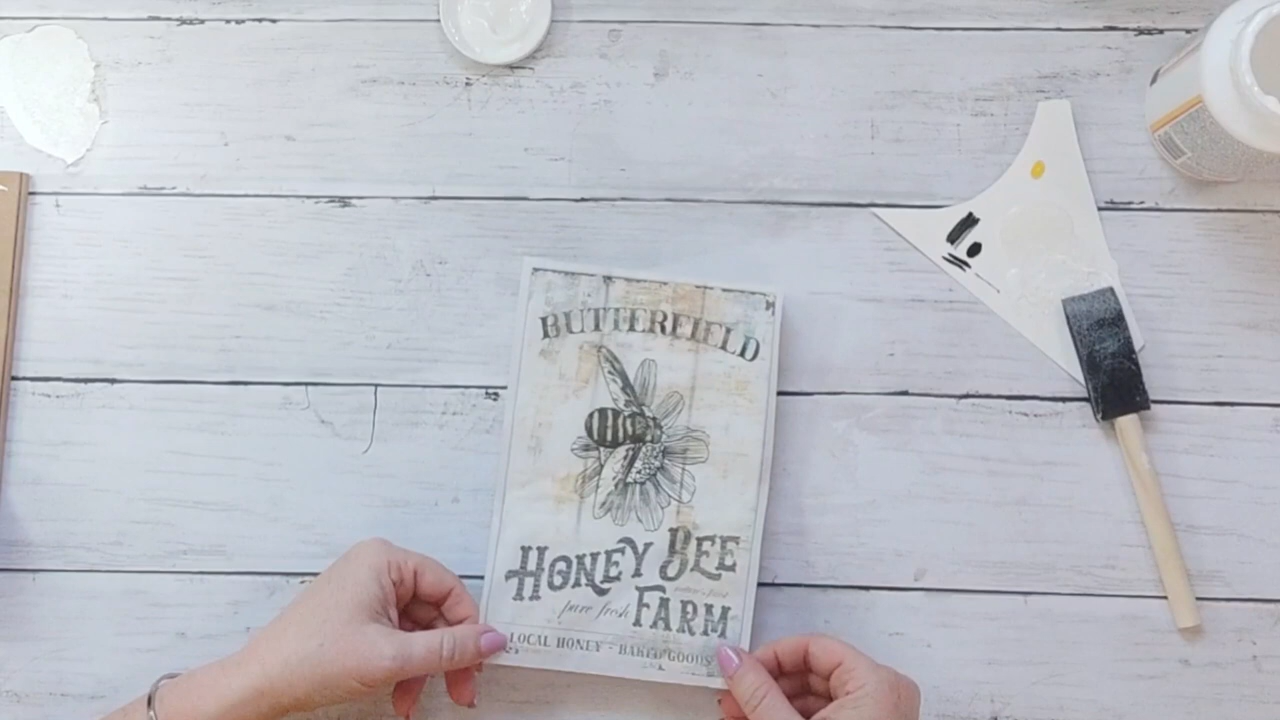 BUTTERFIELD
HONEY BEE
pure fresh FARM
LOCAL HONEY - BAKED GOODS